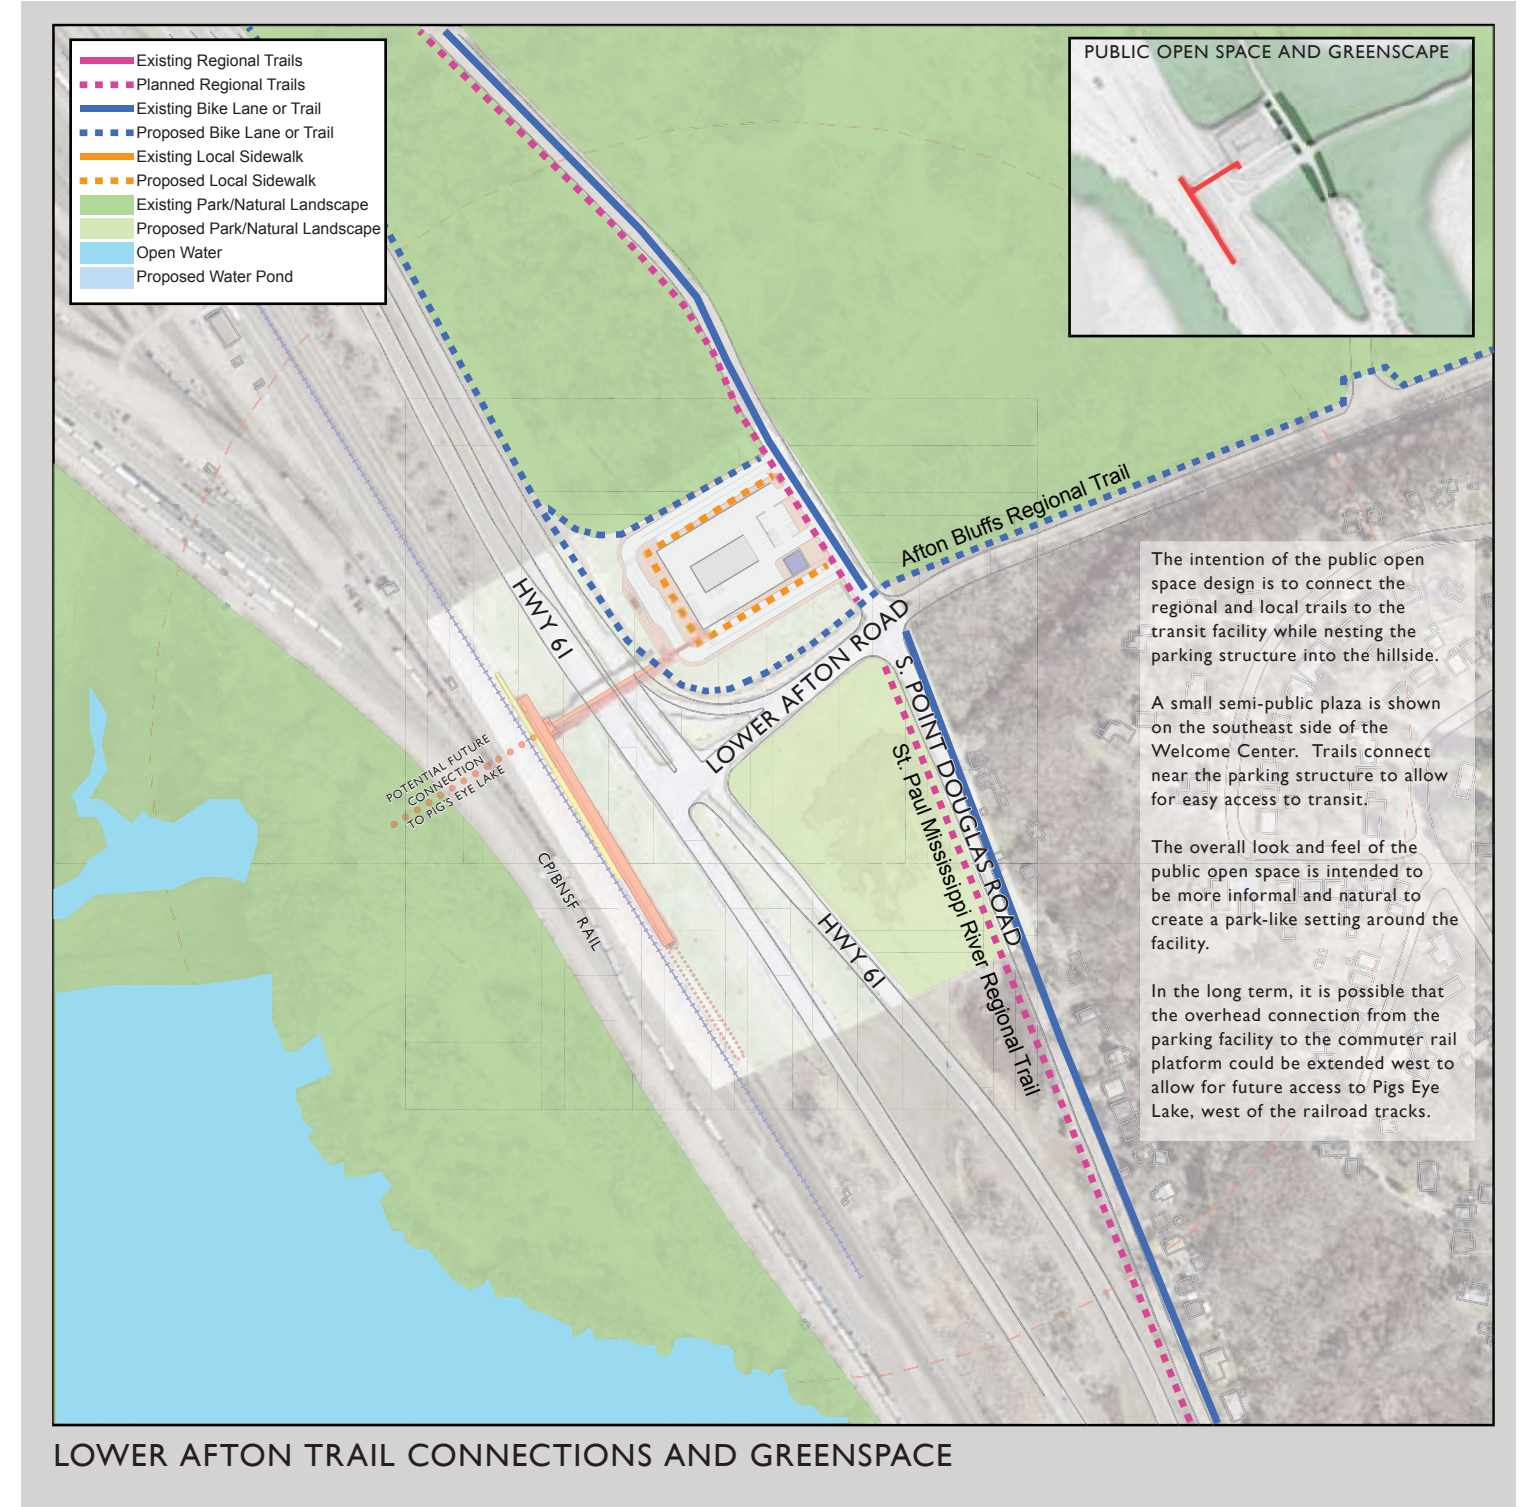 Existing Regional Trails
Planned Regional Trails
Existing Bike Lane or Trail
Proposed Bike Lane or Trail
Existing Local Sidewalk
Proposed Local Sidewalk
Existing Park/Natural Landscape
Proposed Park/Natural Landscape
Open Water
Proposed Water Pond
PUBLIC OPEN SPACE AND GREENSCAPE
Afton Bluffs Regional Trail
HWY 61
LOWER AFTON ROAD
S. POINT DOUGLAS ROAD
St. Paul Mississippi River Regional Trail
POTENTIAL FUTURE
CONNECTION
TO PIG'S EYE LAKE
CP/BNSF RAIL
HWY 61
The intention of the public open
space design is to connect the
regional and local trails to the
transit facility while nesting the
parking structure into the hillside.
A small semi-public plaza is shown
on the southeast side of the
Welcome Center. Trails connect
near the parking structure to allow
for easy access to transit.
The overall look and feel of the
public open space is intended to
be more informal and natural to
create a park-like setting around the
facility.
In the long term, it is possible that
the overhead connection from the
parking facility to the commuter rail
platform could be extended west to
allow for future access to Pigs Eye
Lake, west of the railroad tracks.
LOWER AFTON TRAIL CONNECTIONS AND GREENSPACE